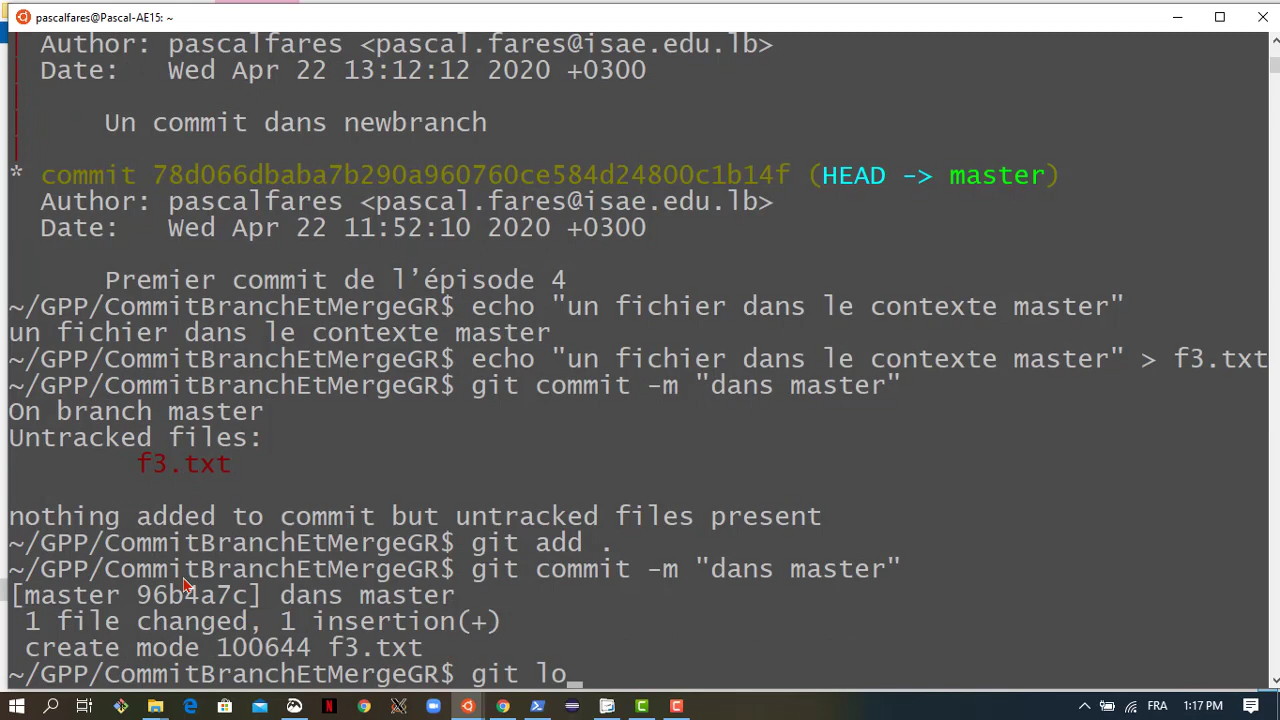 pascalfares@Pascal-AE15: ~
Author: pascalfares <pascal.fares@isae.edu.lb>
Date:   Wed Apr 22 13:12:12 2020 +0300
Un commit dans newbranch
* commit 78d066dbaba7b290a960760ce584d24800c1b14f (HEAD -> master)
Author: pascalfares <pascal.fares@isae.edu.lb>
Date:   Wed Apr 22 11:52:10 2020 +0300
Premier commit de l’épisode 4
~/GPP/CommitBranchEtMergeGR$ echo "un fichier dans le contexte master"
un fichier dans le contexte master
~/GPP/CommitBranchEtMergeGR$ echo "un fichier dans le contexte master" > f3.txt
~/GPP/CommitBranchEtMergeGR$ git commit -m "dans master"
On branch master
Untracked files:
f3.txt
nothing added to commit but untracked files present
~/GPP/CommitBranchEtMergeGR$ git add .
~/GPP/CommitBranchEtMergeGR$ git commit -m "dans master"
[master 96b4a7c] dans master
1 file changed, 1 insertion(+)
create mode 100644 f3.txt
~/GPP/CommitBranchEtMergeGR$ git lo_
FRA 1:17 PM